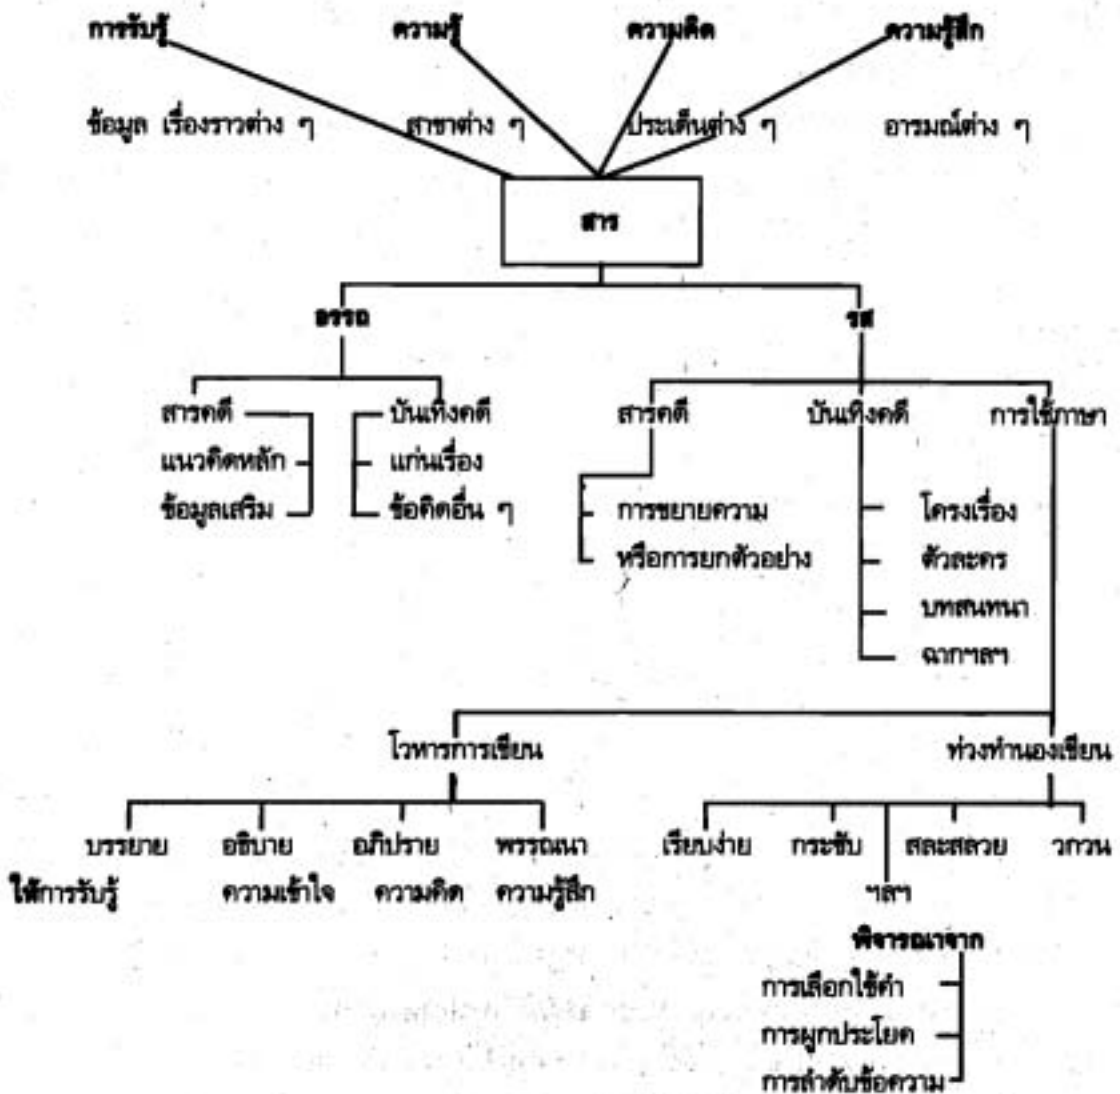 การรับรู้ ความรู้ ความคิด ความรู้สึก
ข้อมูล เรื่องราวต่าง ๆ สาขาต่าง ๆ ประเด็นต่าง ๆ อารมณ์ต่าง ๆ
สาร
อรรถ รส
สารคดี บันเทิงคดี สารคดี บันเทิงคดี การใช้ภาษา
แนวคิดหลัก แก่นเรื่อง
ข้อมูลเสริม ข้อคิดอื่น ๆ การขยายความ โครงเรื่อง
หรือการยกตัวอย่าง ตัวละคร
บทสนทนา
ฉากฯลฯ
โวหารการเขียน ท่วงทำนองเขียน
บรรยาย อธิบาย อภิปราย พรรณนา เรียบง่าย กระชับ สละสลวย วกวน
ให้การรับรู้ ความเข้าใจ ความคิด ความรู้สึก ฯลฯ
พิจารณาจาก
การเลือกใช้คำ
การผูกประโยค
การลำดับข้อความ